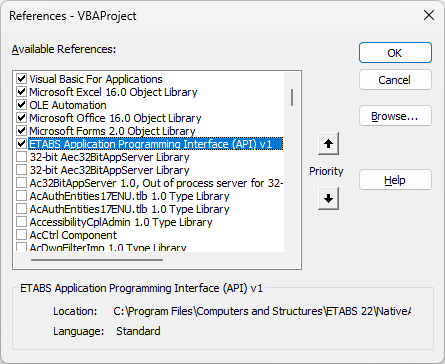 References - VBAProject
Available References:
Visual Basic For Applications
Microsoft Excel 16.0 Object Library
OLE Automation
Microsoft Office 16.0 Object Library
Microsoft Forms 2.0 Object Library
ETABS Application Programming Interface (API) v1
32-bit Aec32BitAppServer Library
32-bit Aec32BitAppServer Library
Ac32BitAppServer 1.0, Out of process server for 32-
AcAuthEntities17ENU.tlb 1.0 Type Library
AcAuthEntities17ENU.tlb 1.0 Type Library
AccessibilityCplAdmin 1.0 Type Library
AcCtrl Component
AcDwgFilterImp 1.0 Type Library
OK
Cancel
Browse...
Priority
Help
ETABS Application Programming Interface (API) v1
Location: C:\Program Files\Computers and Structures\ETABS 22\NativeA
Language: Standard